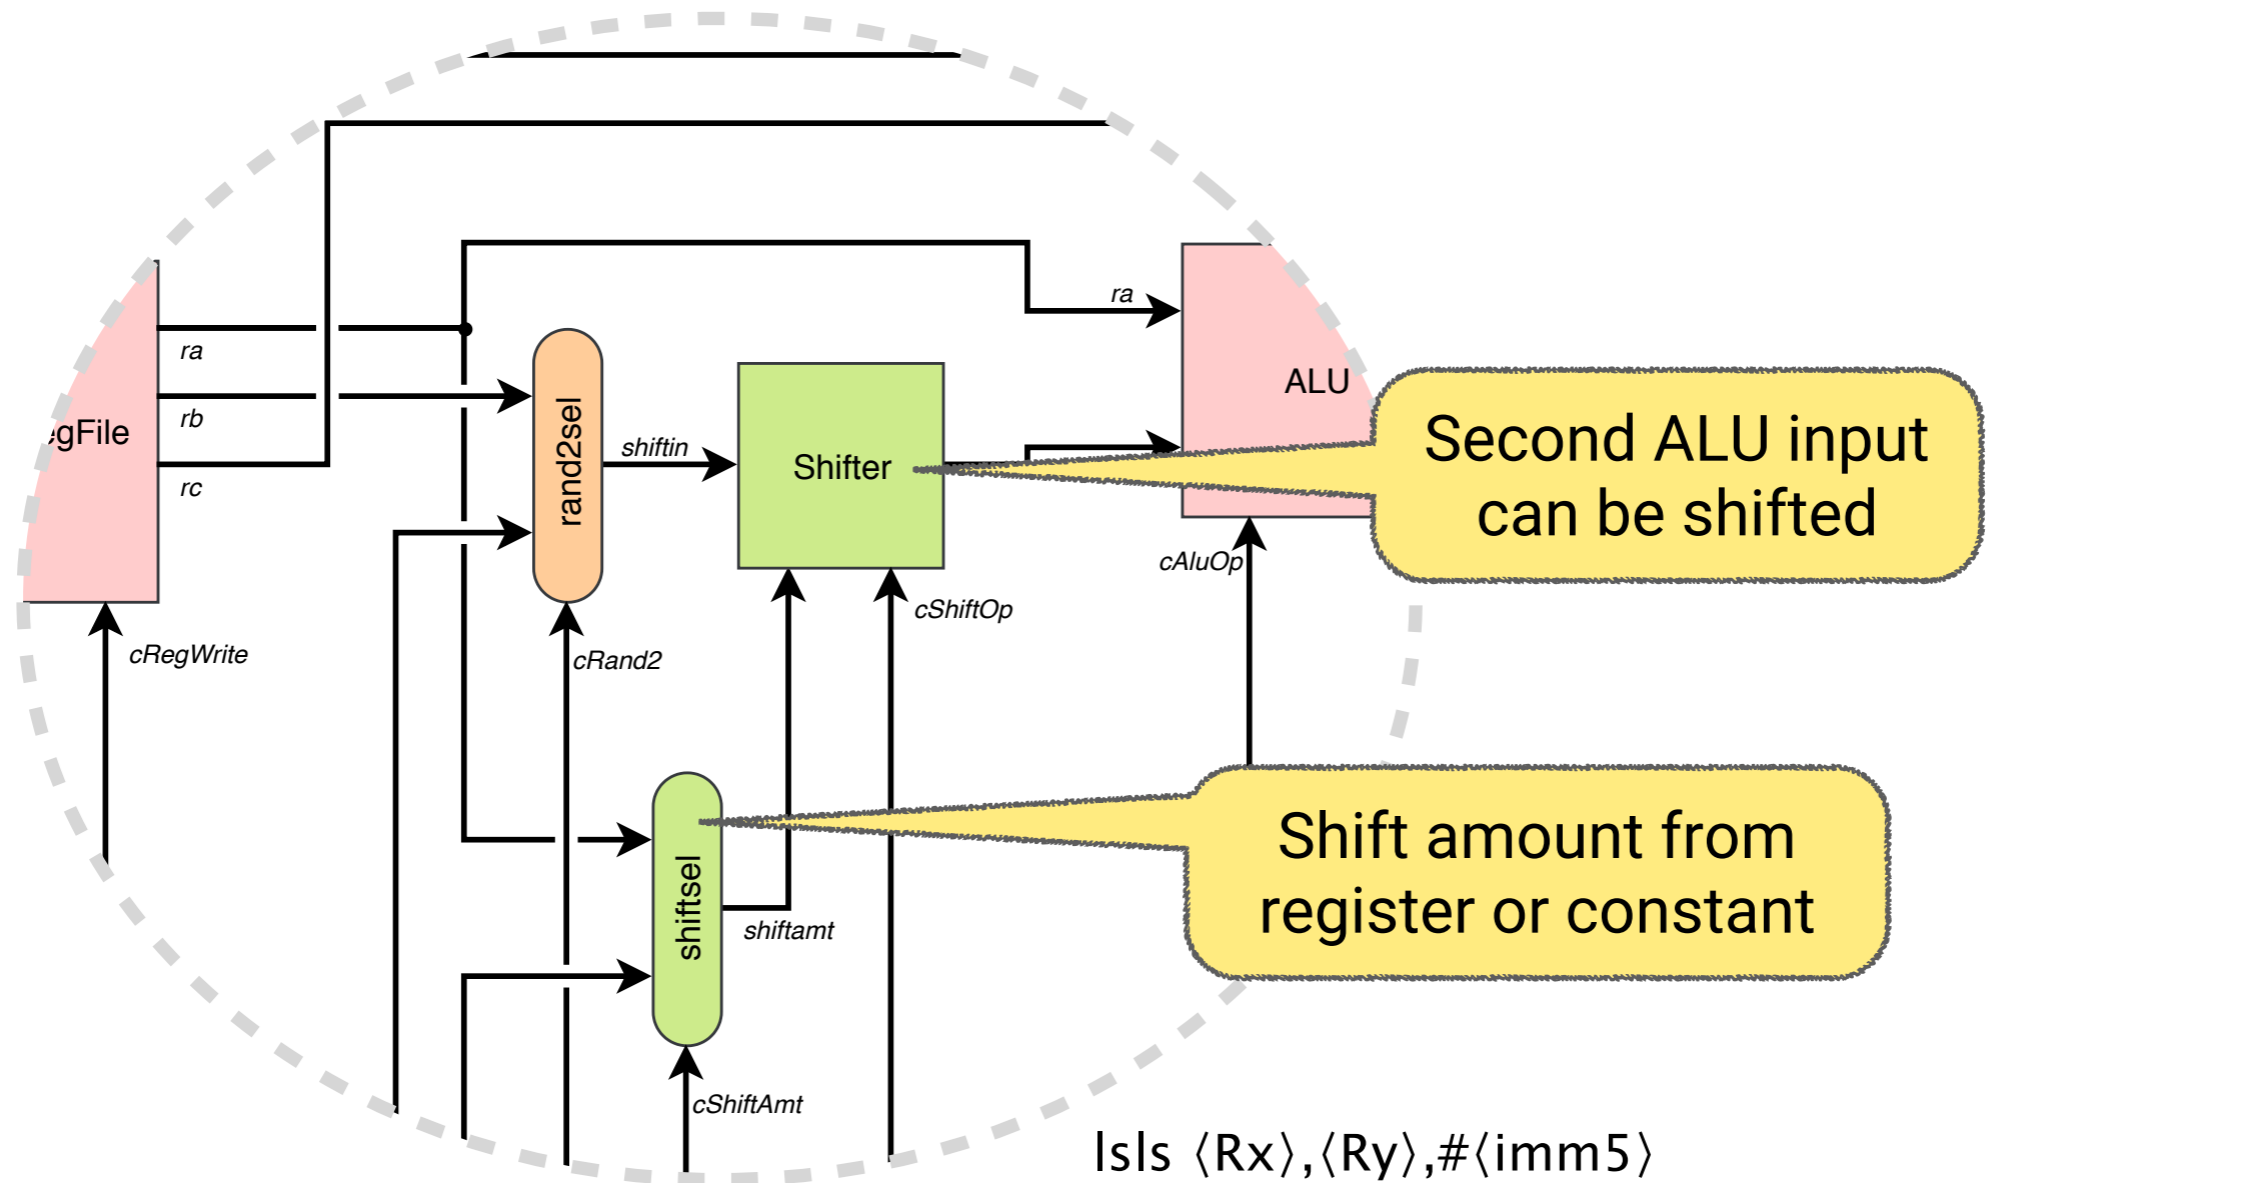 ra
ra
ALU
Second ALU input
can be shifted
rb
egFile
rand2sel
shiftin
Shifter
rc
cAluOp
cShiftOp
cRegWrite
cRand2
Shift amount from
register or constant
shiftsel
shiftamt
cShiftAmt
lsls ⟨Rx⟩,⟨Ry⟩,#⟨imm5⟩